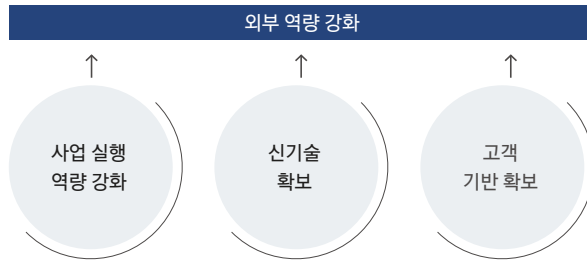 외부 역량 강화
사업 실행
역량 강화
신기술
확보
고객
기반 확보